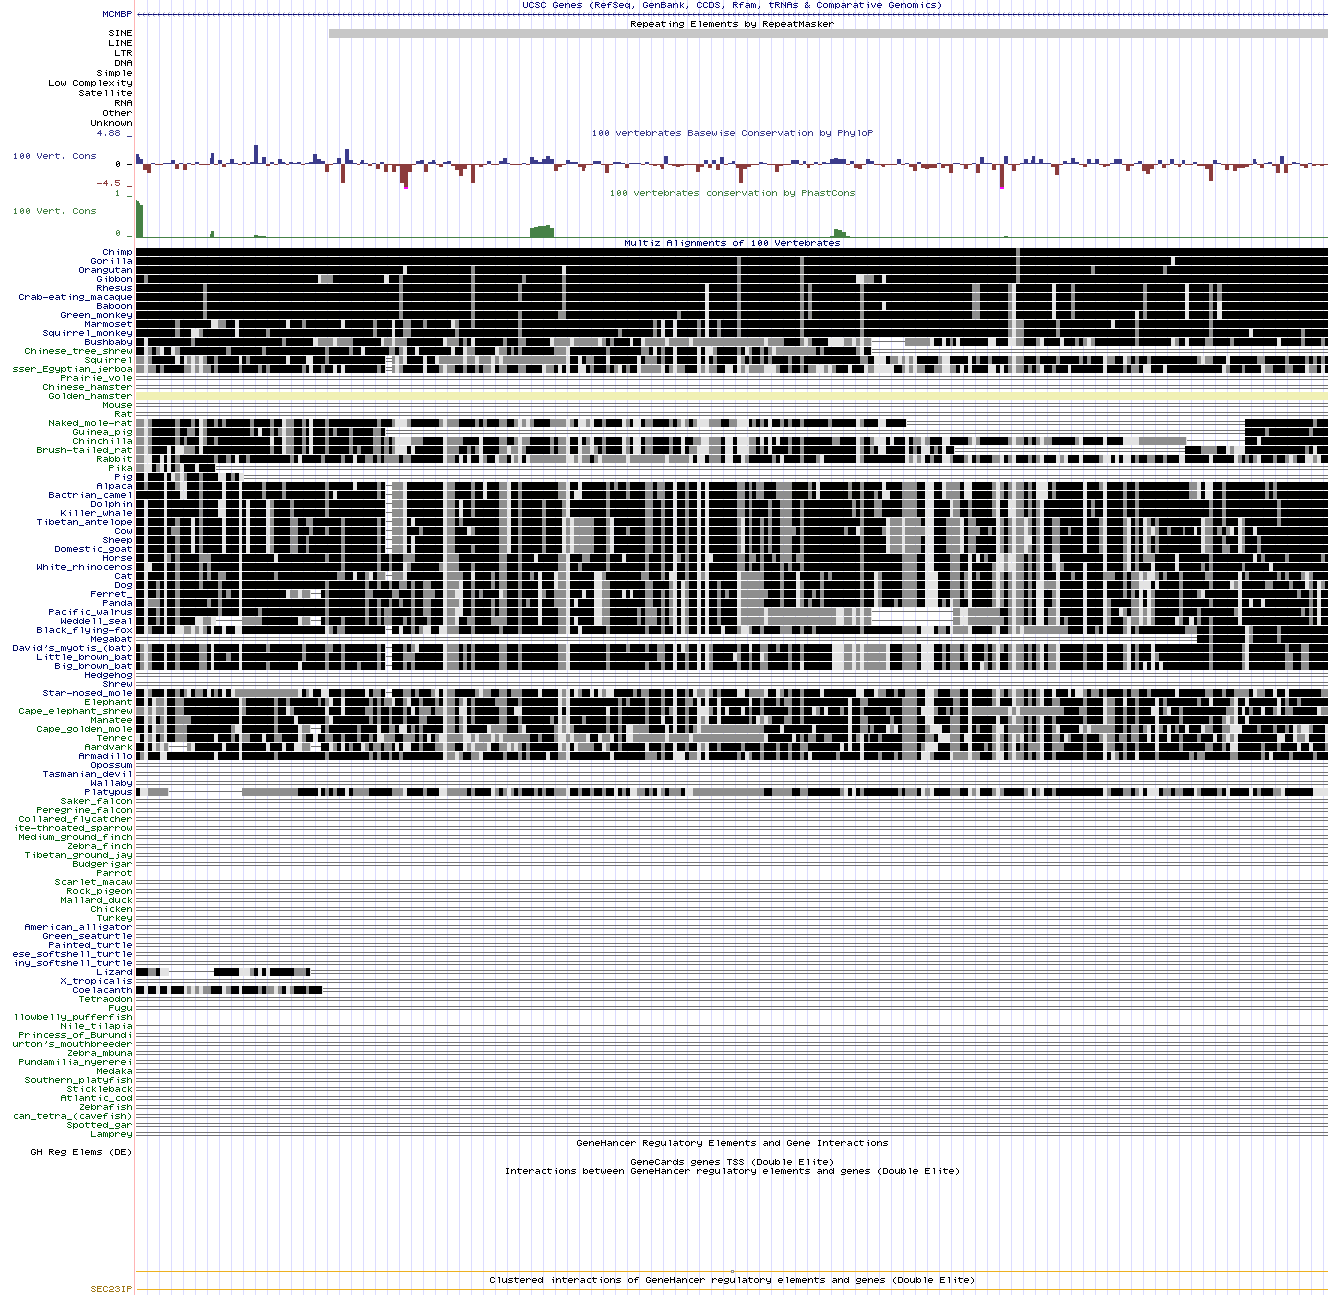 UCSC Genes (RefSeq, GenBank, CCDS, Rfam, tRNAs & Comparative Genomics)
MCMBP
Repeating Elements by RepeatMasker
SINE
LINE
LTR
DNA
Simple
Low Complexity
Satellite
RNA
Other
Unknown
4.88 _
100 vertebrates Basewise Conservation by PhyloP
100 Vert. Cons
0 _
-4.5 _
100 vertebrates conservation by PhastCons
1 _
100 Vert. Cons
0 _
Multiz Alignments of 100 Vertebrates
Chimp
Gorilla
Orangutan
Gibbon
Rhesus
Crab-eating_macaque
Baboon
Green_monkey
Marmoset
Squirrel_monkey
Bushbaby
Chinese_tree_shrew
Squirrel
sser_Egyptian_jerboa
Prairie_vole
Chinese_hamster
Golden_hamster
Mouse
Rat
Naked_mole-rat
Guinea_pig
Chinchilla
Brush-tailed_rat
Rabbit
Pika
Pig
Alpaca
Bactrian_camel
Dolphin
Killer_whale
Tibetan_antelope
Cow
Sheep
Domestic_goat
Horse
White_rhinoceros
Cat
Dog
Ferret_
Panda
Pacific_walrus
Weddell_seal
Black_flying-fox
Megabat
David's_myotis_(bat)
Little_brown_bat
Big_brown_bat
Hedgehog
Shrew
Star-nosed_mole
Elephant
Cape_elephant_shrew
Manatee
Cape_golden_mole
Tenrec
Aardvark
Armadillo
Opossum
Tasmanian_devil
Wallaby
Platypus
Saker_falcon
Peregrine_falcon
Collared_flycatcher
ite-throated_sparrow
Medium_ground_finch
Zebra_finch
Tibetan_ground_jay
Budgerigar
Parrot
Scarlet_macaw
Rock_pigeon
Mallard_duck
Chicken
Turkey
American_alligator
Green_seaturtle
Painted_turtle
ese_softshell_turtle
iny_softshell_turtle
Lizard
X_tropicalis
Coelacanth
Tetraodon
Fugu
llowbelly_pufferfish
Nile_tilapia
Princess_of_Burundi
urton's_mouthbreeder
Zebra_mbuna
Pundamilia_nyererei
Medaka
Southern_platyfish
Stickleback
Atlantic_cod
Zebrafish
can_tetra_(cavefish)
Spotted_gar
Lamprey
GeneHancer Regulatory Elements and Gene Interactions
GH Reg Elems (DE)
GeneCards genes TSS (Double Elite)
Interactions between GeneHancer regulatory elements and genes (Double Elite)
Clustered interactions of GeneHancer regulatory elements and genes (Double Elite)
SEC23IP